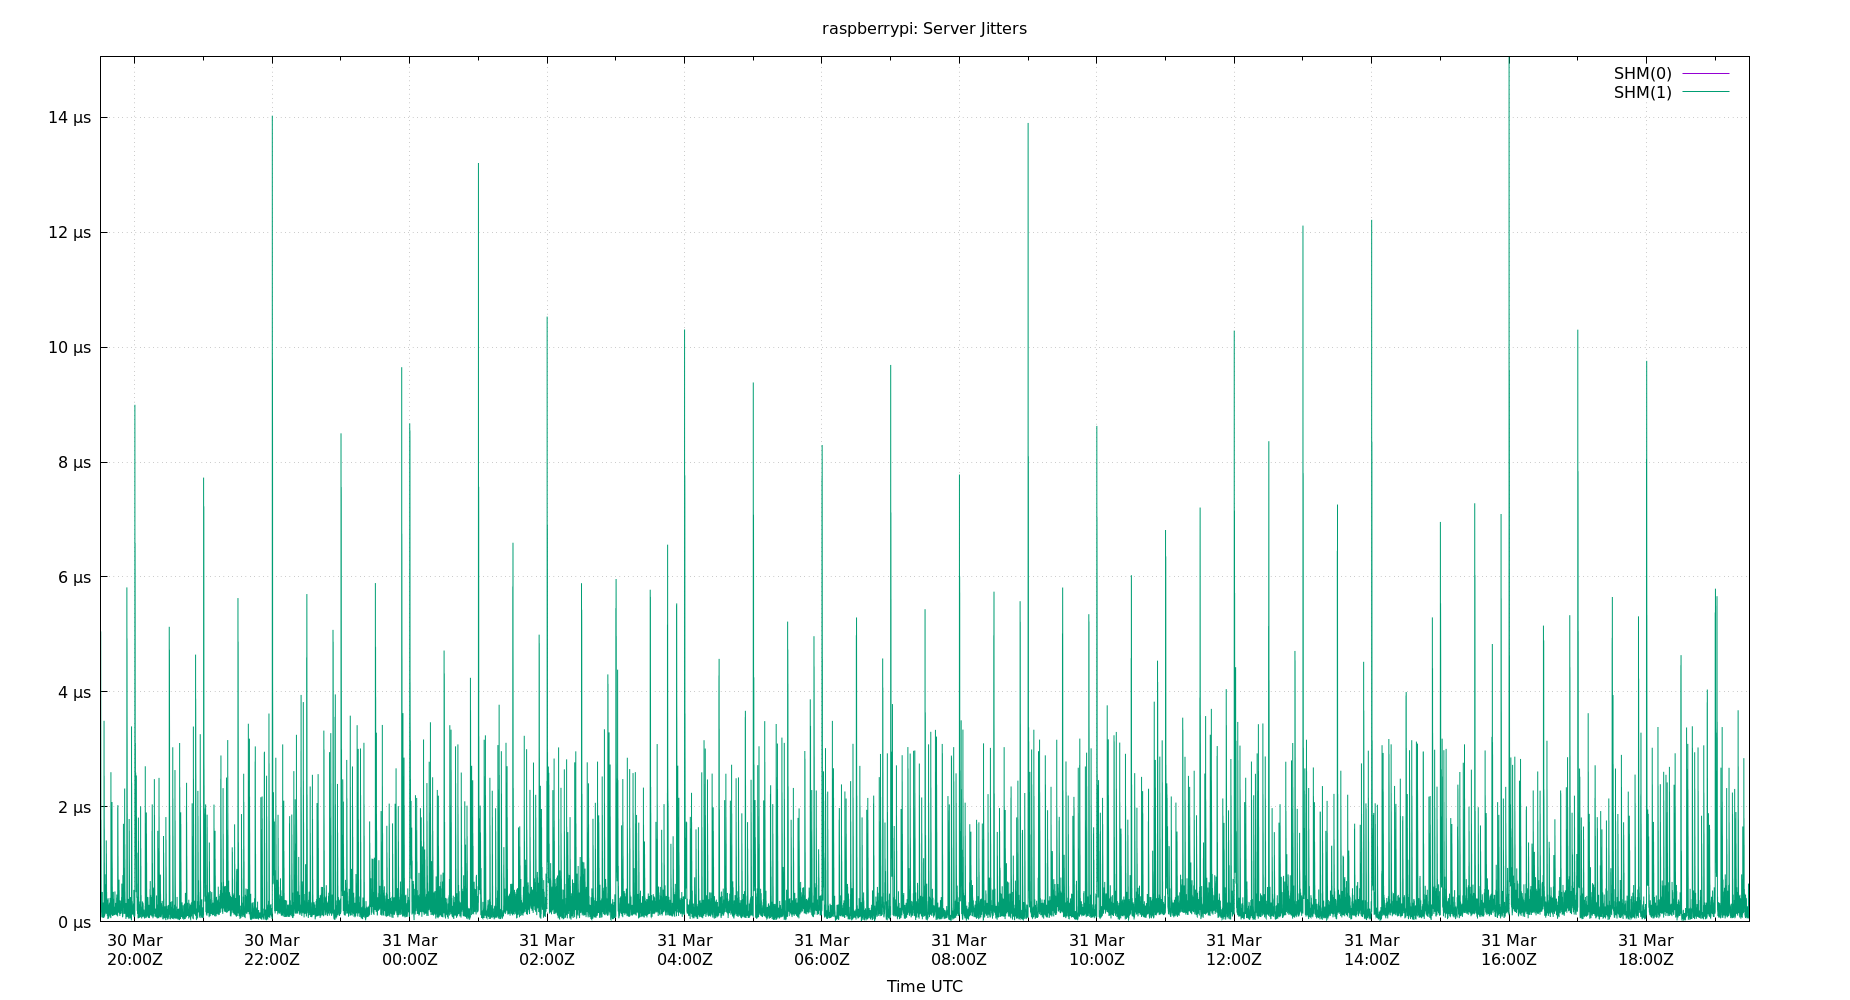 raspberrypi: Server Jitters
SHM(0)
SHM(1)
14 µs
12 µs
10 µs
8 µs
6 µs
4 µs
2 µs
0 µs
30 Mar 30 Mar 31 Mar 31 Mar 31 Mar 31 Mar 31 Mar 31 Mar 31 Mar 31 Mar 31 Mar 31 Mar
20:00Z 22:00Z 00:00Z 02:00Z 04:00Z 06:00Z 08:00Z 10:00Z 12:00Z 14:00Z 16:00Z 18:00Z
Time UTC